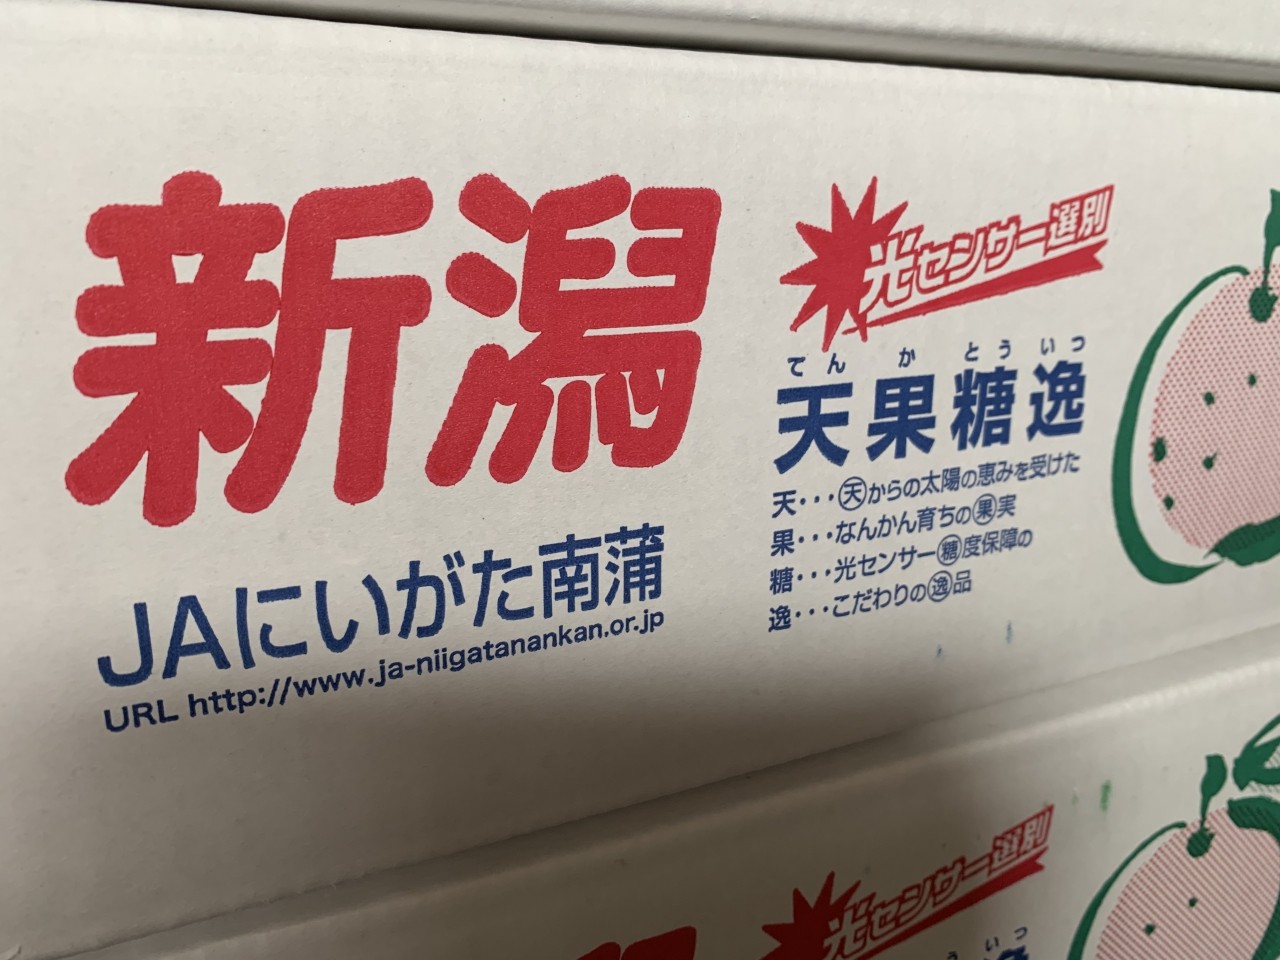 新潟
JAにいがた南蒲
URL http://www.ja-niigatanankan.or.jp
光センサー選別
てんかとういつ
天果糖逸
天・・・天からの太陽の恵みを受けた
果・・・なんかん育ちの果実
糖・・・光センサー糖度保障の
逸・・・こだわりの逸品
光センサー選別